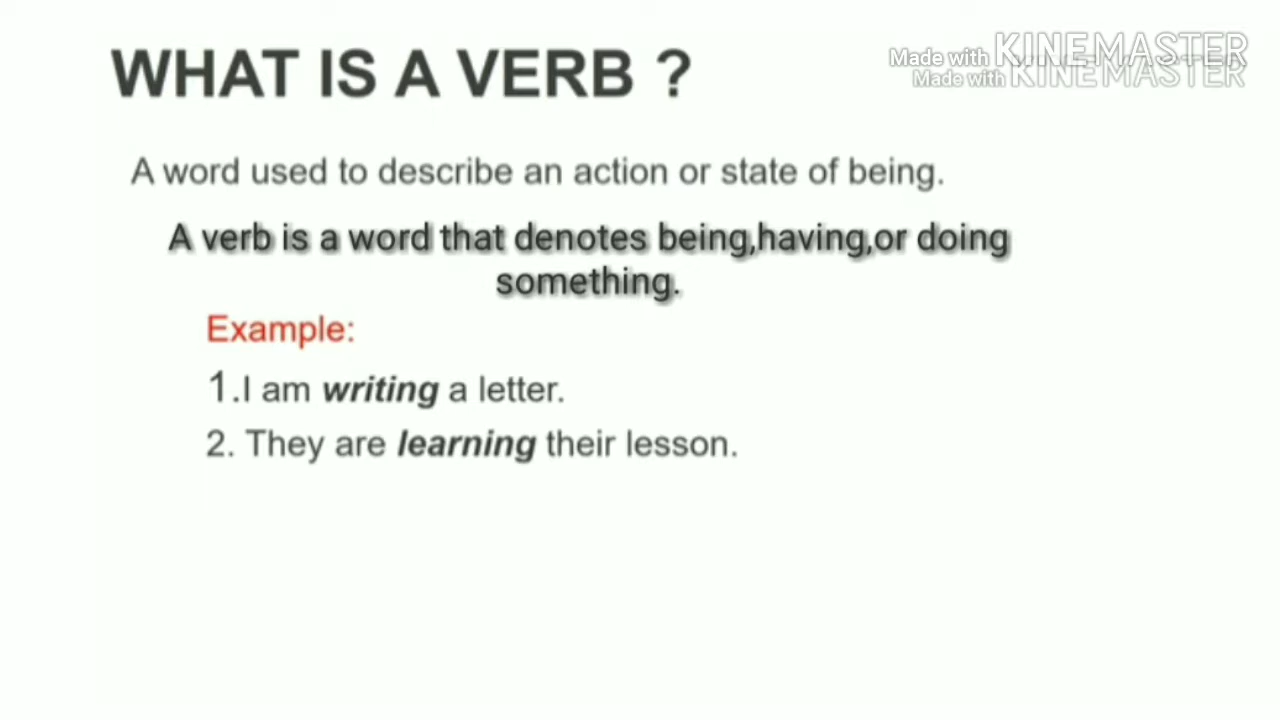 WHAT IS A VERB ?
Made with KINEMASTER
Made with KINEMASTER
A word used to describe an action or state of being.
A verb is a word that denotes being,having,or doing
something.
Example:
1.I am writing a letter.
2. They are learning their lesson.